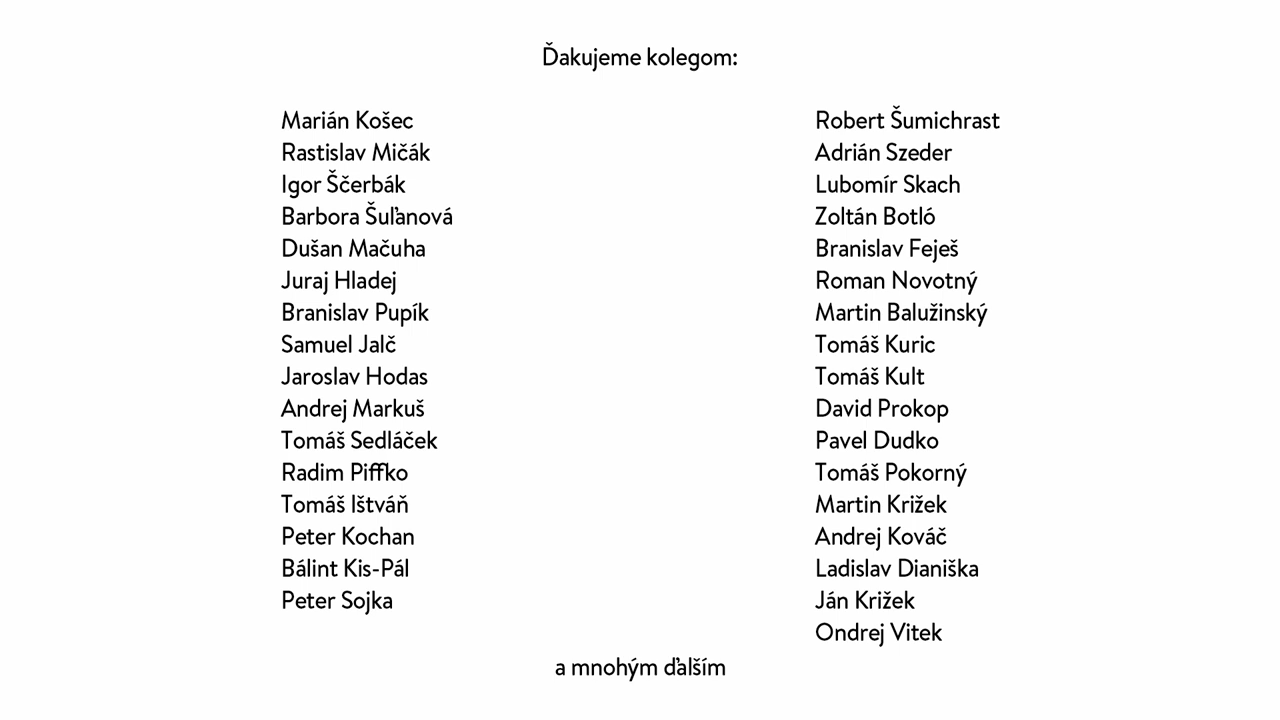 Ďakujeme kolegom:
Marián Košec
Rastislav Mičák
Igor Ščerbák
Barbora Šuľanová
Dušan Mačuha
Juraj Hladej
Branislav Pupík
Samuel Jalč
Jaroslav Hodas
Andrej Markuš
Tomáš Sedláček
Radim Piffko
Tomáš Ištváň
Peter Kochan
Bálint Kis-Pál
Peter Sojka
Robert Šumichrast
Adrián Szeder
Lubomír Skach
Zoltán Botló
Branislav Feješ
Roman Novotný
Martin Balužinský
Tomáš Kuric
Tomáš Kult
David Prokop
Pavel Dudko
Tomáš Pokorný
Martin Križek
Andrej Kováč
Ladislav Dianiška
Ján Križek
Ondrej Vitek
a mnohým ďalším